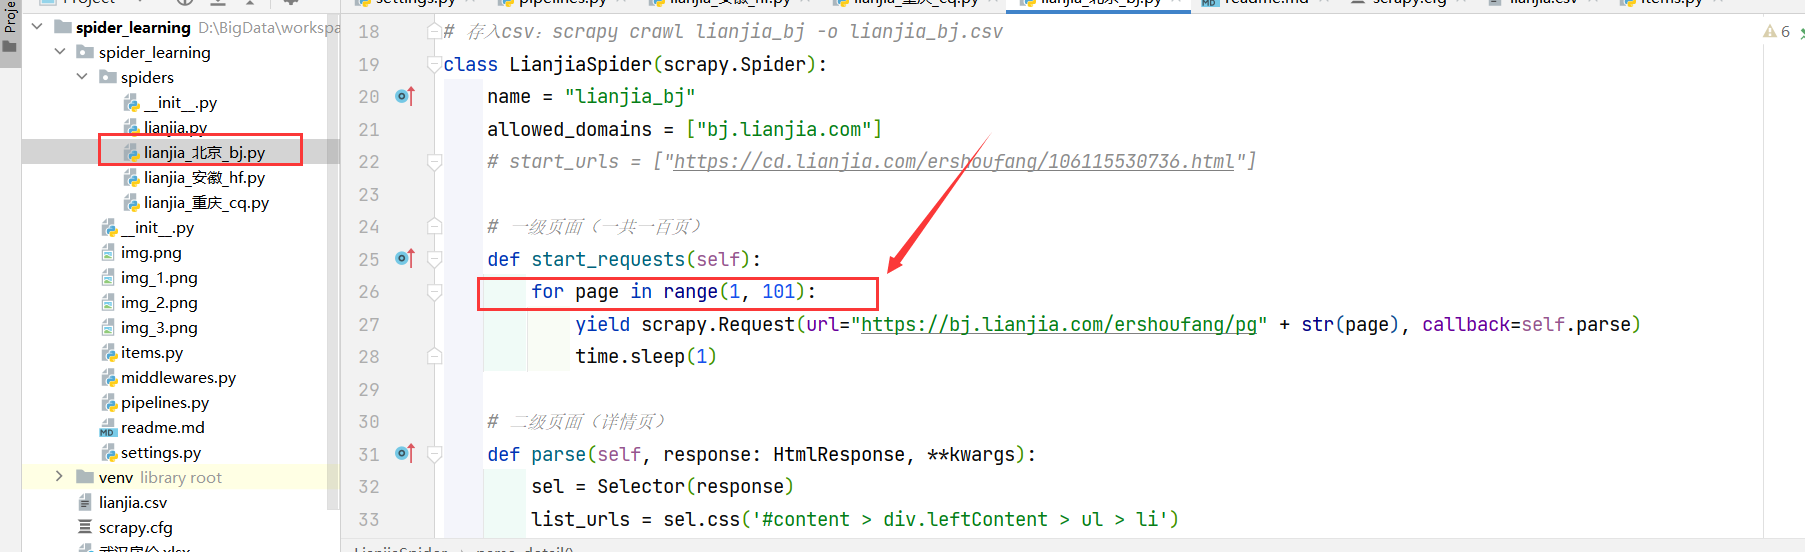 Project
settings.py
pipelines.py
lianjia_安徽_hf.py
lianjia_重庆_cq.py
lianjia_北京_bj.py
readme.md
scrapy.cfg
lianjia.csv
items.py
spider_learning D:\BigData\workspa
spider_learning
spiders
__init__.py
lianjia.py
lianjia_北京_bj.py
lianjia_安徽_hf.py
lianjia_重庆_cq.py
__init__.py
img.png
img_1.png
img_2.png
img_3.png
items.py
middlewares.py
pipelines.py
readme.md
settings.py
venv library root
lianjia.csv
scrapy.cfg
武汉房价.xlsx
6
18 # 存入csv: scrapy crawl lianjia_bj -o lianjia_bj.csv
19 class LianjiaSpider(scrapy.Spider):
20 name = "lianjia_bj"
21 allowed_domains = ["bj.lianjia.com"]
22 # start_urls = ["https://cd.lianjia.com/ershoufang/106115530736.html"]
23
24 # 一级页面（一共一百页）
25 def start_requests(self):
26 for page in range(1, 101):
27 yield scrapy.Request(url="https://bj.lianjia.com/ershoufang/pg" + str(page), callback=self.parse)
28 time.sleep(1)
29
30 # 二级页面（详情页）
31 def parse(self, response: HtmlResponse, **kwargs):
32 sel = Selector(response)
33 list_urls = sel.css('#content > div.leftContent > ul > li')
LianjiaSpider > parse_detail()